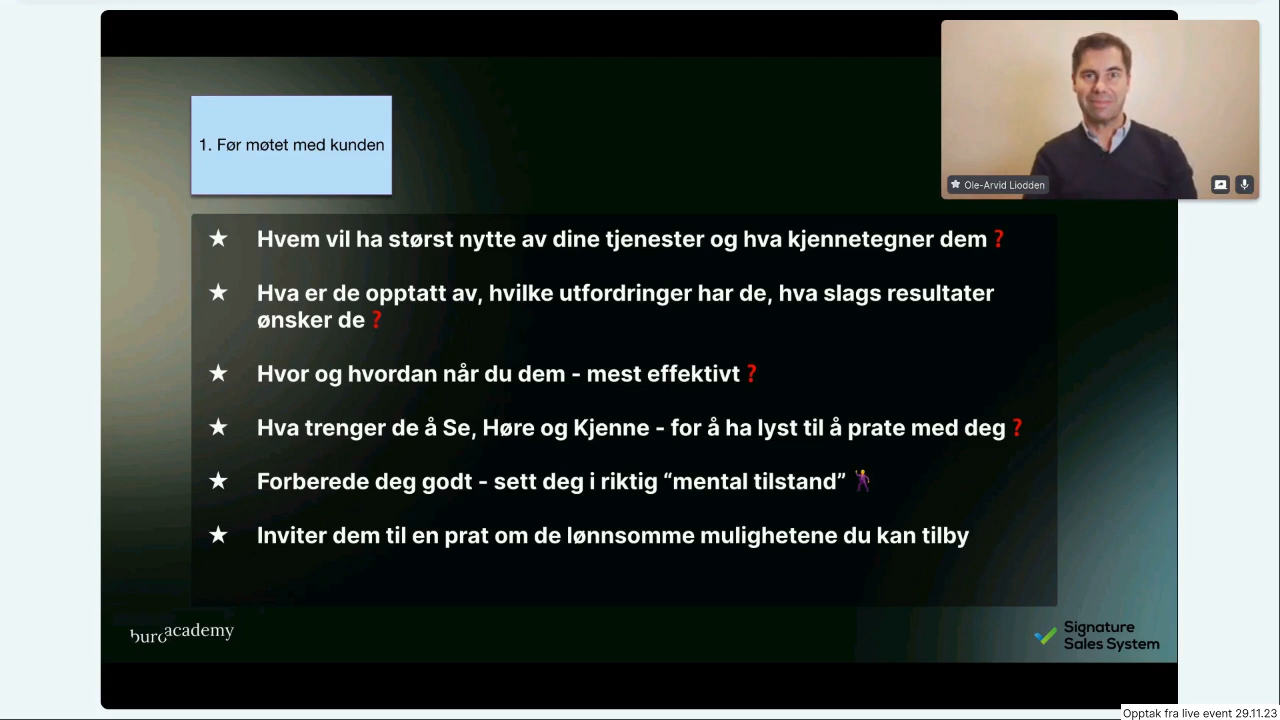 1. Før møtet med kunden
Ole-Arvid Liodden
★ Hvem vil ha størst nytte av dine tjenester og hva kjennetegner dem ?
★ Hva er de opptatt av, hvilke utfordringer har de, hva slags resultater
ønsker de ?
★ Hvor og hvordan når du dem - mest effektivt ?
★ Hva trenger de å Se, Høre og Kjenne - for å ha lyst til å prate med deg ?
★ Forberede deg godt - sett deg i riktig “mental tilstand” 🕺
★ Inviter dem til en prat om de lønnsomme mulighetene du kan tilby
buro academy
Signature
Sales System
Opptak fra live event 29.11.23